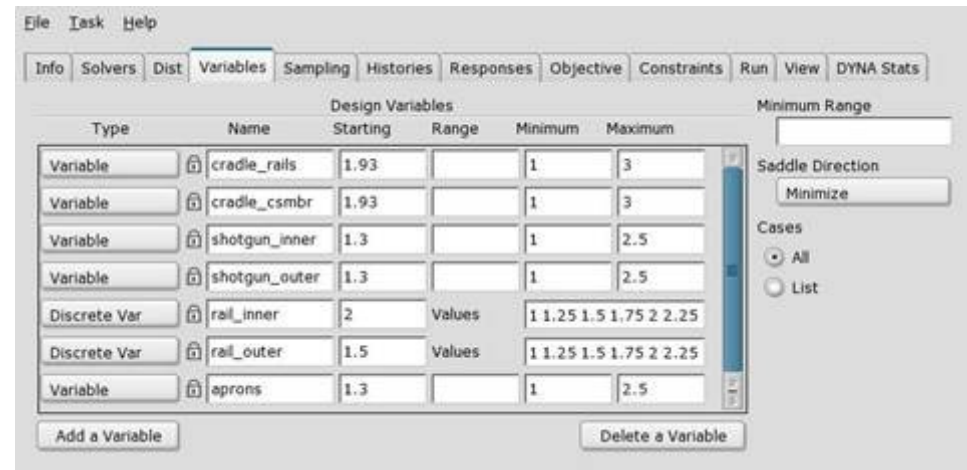 File Task Help
Info Solvers Dist Variables Sampling Histories Responses Objective Constraints Run View DYNA Stats
Design Variables Minimum Range
Type Name Starting Range Minimum Maximum
Variable cradle_rails 1.93 1 3
Saddle Direction
Minimize
Variable cradle_csmbr 1.93 1 3
Cases
Variable shotgun_inner 1.3 1 2.5
All
Variable shotgun_outer 1.3 1 2.5
List
Discrete Var rail_inner 2 Values 1 1.25 1.5 1.75 2 2.25
Discrete Var rail_outer 1.5 Values 1 1.25 1.5 1.75 2 2.25
Variable aprons 1.3 1 2.5
Add a Variable Delete a Variable